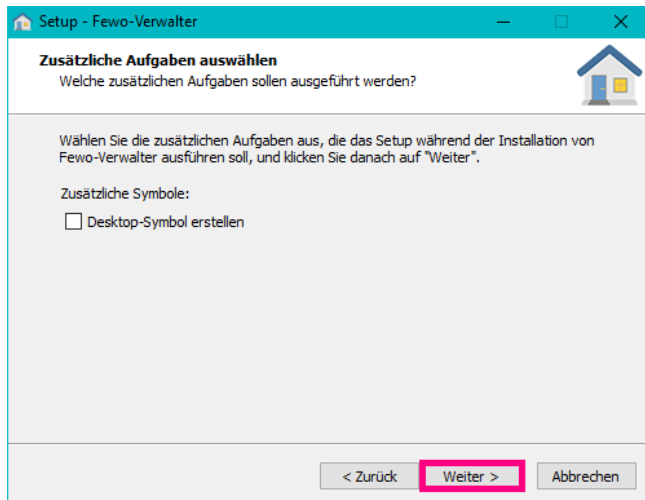 Setup - Fewo-Verwalter
Zusätzliche Aufgaben auswählen
Welche zusätzlichen Aufgaben sollen ausgeführt werden?
Wählen Sie die zusätzlichen Aufgaben aus, die das Setup während der Installation von
Fewo-Verwalter ausführen soll, und klicken Sie danach auf "Weiter".
Zusätzliche Symbole:
Desktop-Symbol erstellen
< Zurück Weiter > Abbrechen